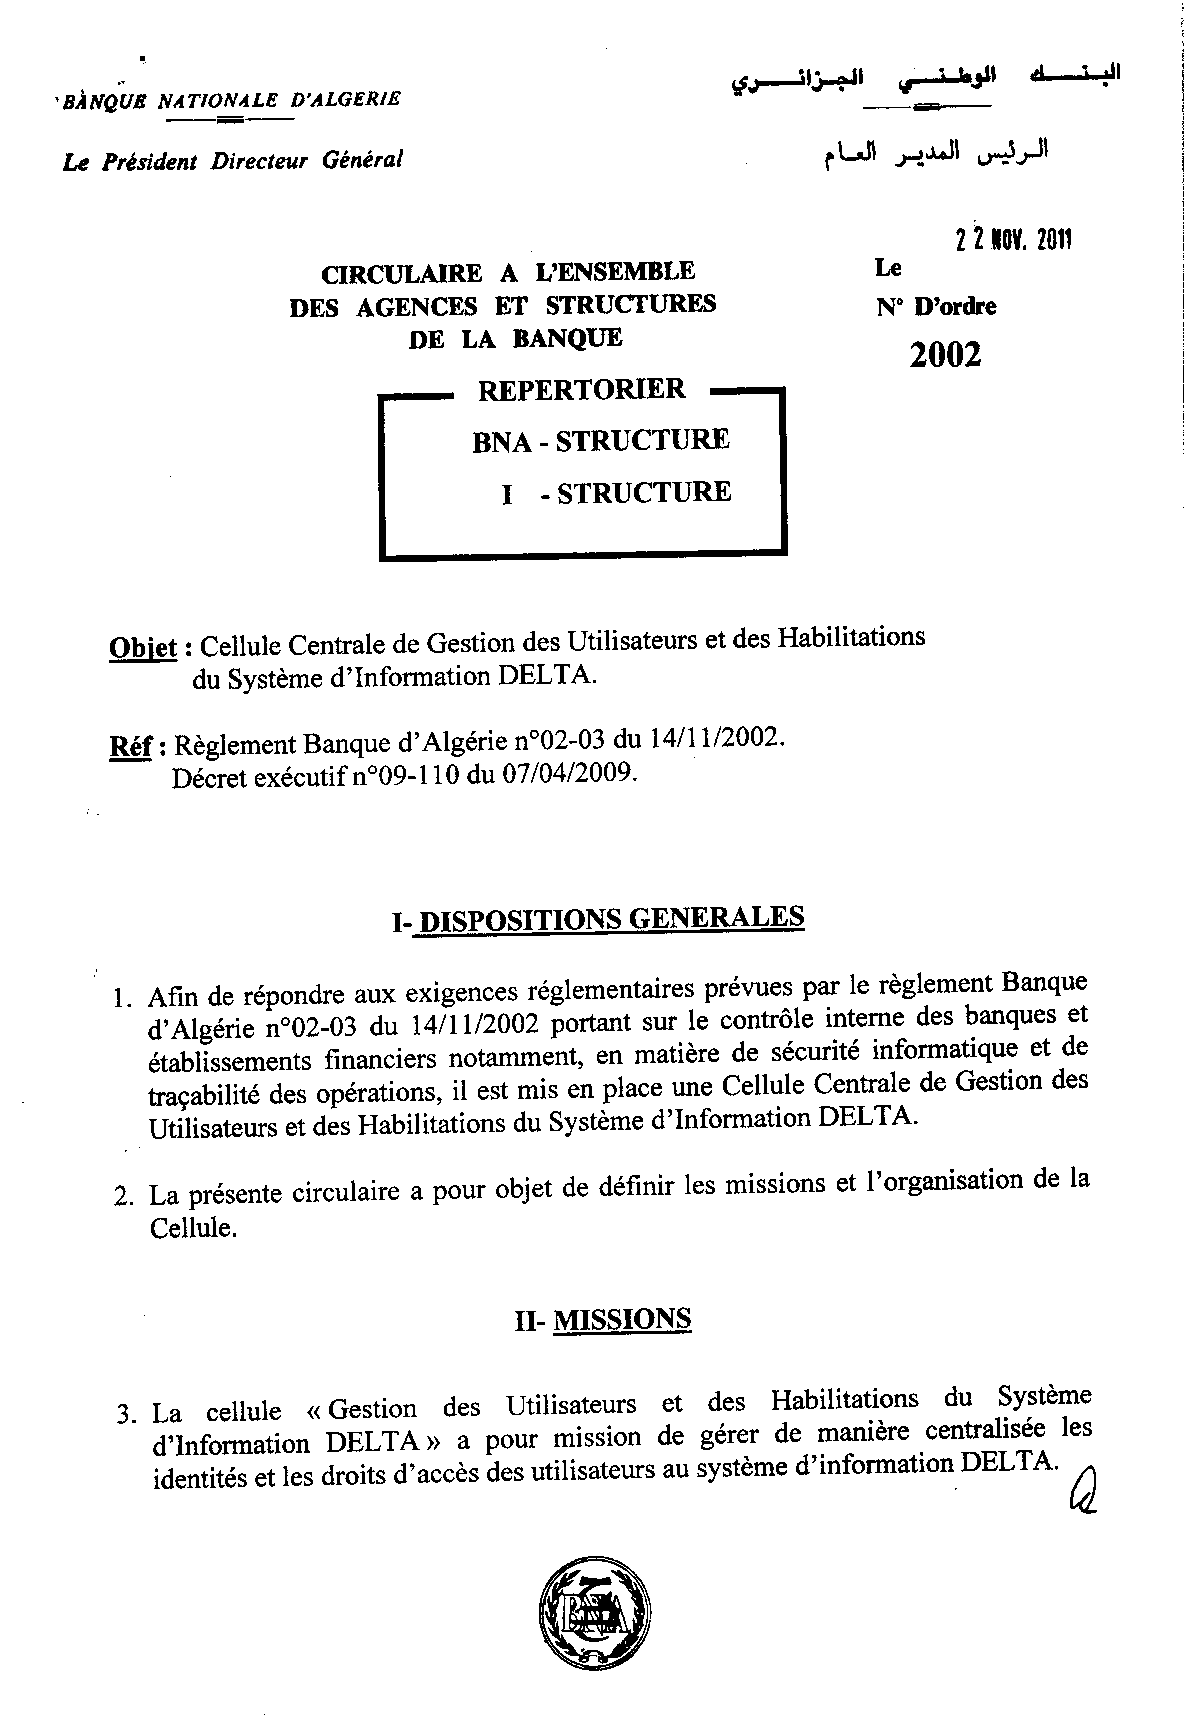 BANQUE NATIONALE D'ALGERIE
البنك الوطني الجزائري
Le Président Directeur Général
الرئيس المدير العام
22 NOV. 2011
CIRCULAIRE A L'ENSEMBLE
DES AGENCES ET STRUCTURES
DE LA BANQUE
Le
N° D'ordre
2002
REPERTORIER
BNA - STRUCTURE
I - STRUCTURE
Objet : Cellule Centrale de Gestion des Utilisateurs et des Habilitations
du Système d'Information DELTA.
Réf : Règlement Banque d'Algérie n°02-03 du 14/11/2002.
Décret exécutif n°09-110 du 07/04/2009.
I- DISPOSITIONS GENERALES
1. Afin de répondre aux exigences réglementaires prévues par le règlement Banque
d'Algérie n°02-03 du 14/11/2002 portant sur le contrôle interne des banques et
établissements financiers notamment, en matière de sécurité informatique et de
traçabilité des opérations, il est mis en place une Cellule Centrale de Gestion des
Utilisateurs et des Habilitations du Système d'Information DELTA.
2. La présente circulaire a pour objet de définir les missions et l'organisation de la
Cellule.
II- MISSIONS
3. La cellule « Gestion des Utilisateurs et des Habilitations du Système
d'Information DELTA » a pour mission de gérer de manière centralisée les
identités et les droits d'accès des utilisateurs au système d'information DELTA.
BNA